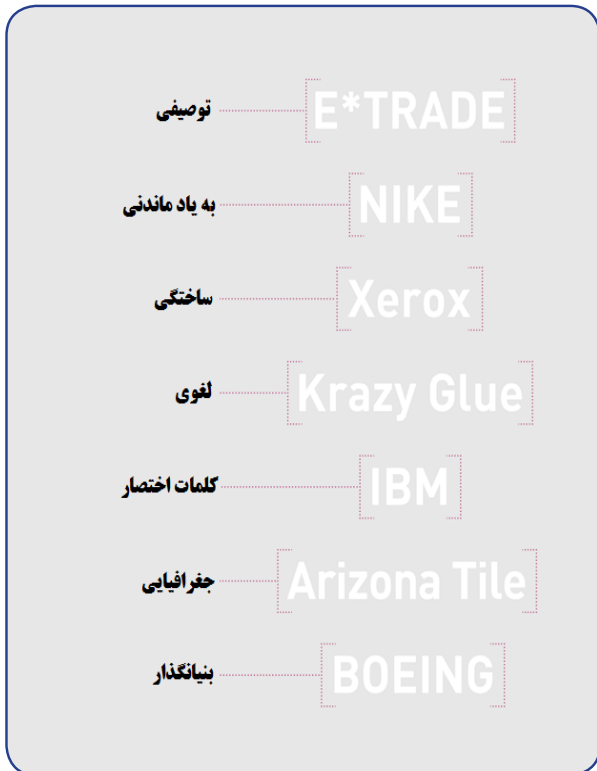 توصیفی E*TRADE
به یاد ماندنی NIKE
ساختگی Xerox
لغوی Krazy Glue
کلمات اختصار IBM
جغرافیایی Arizona Tile
بنیانگذار BOEING